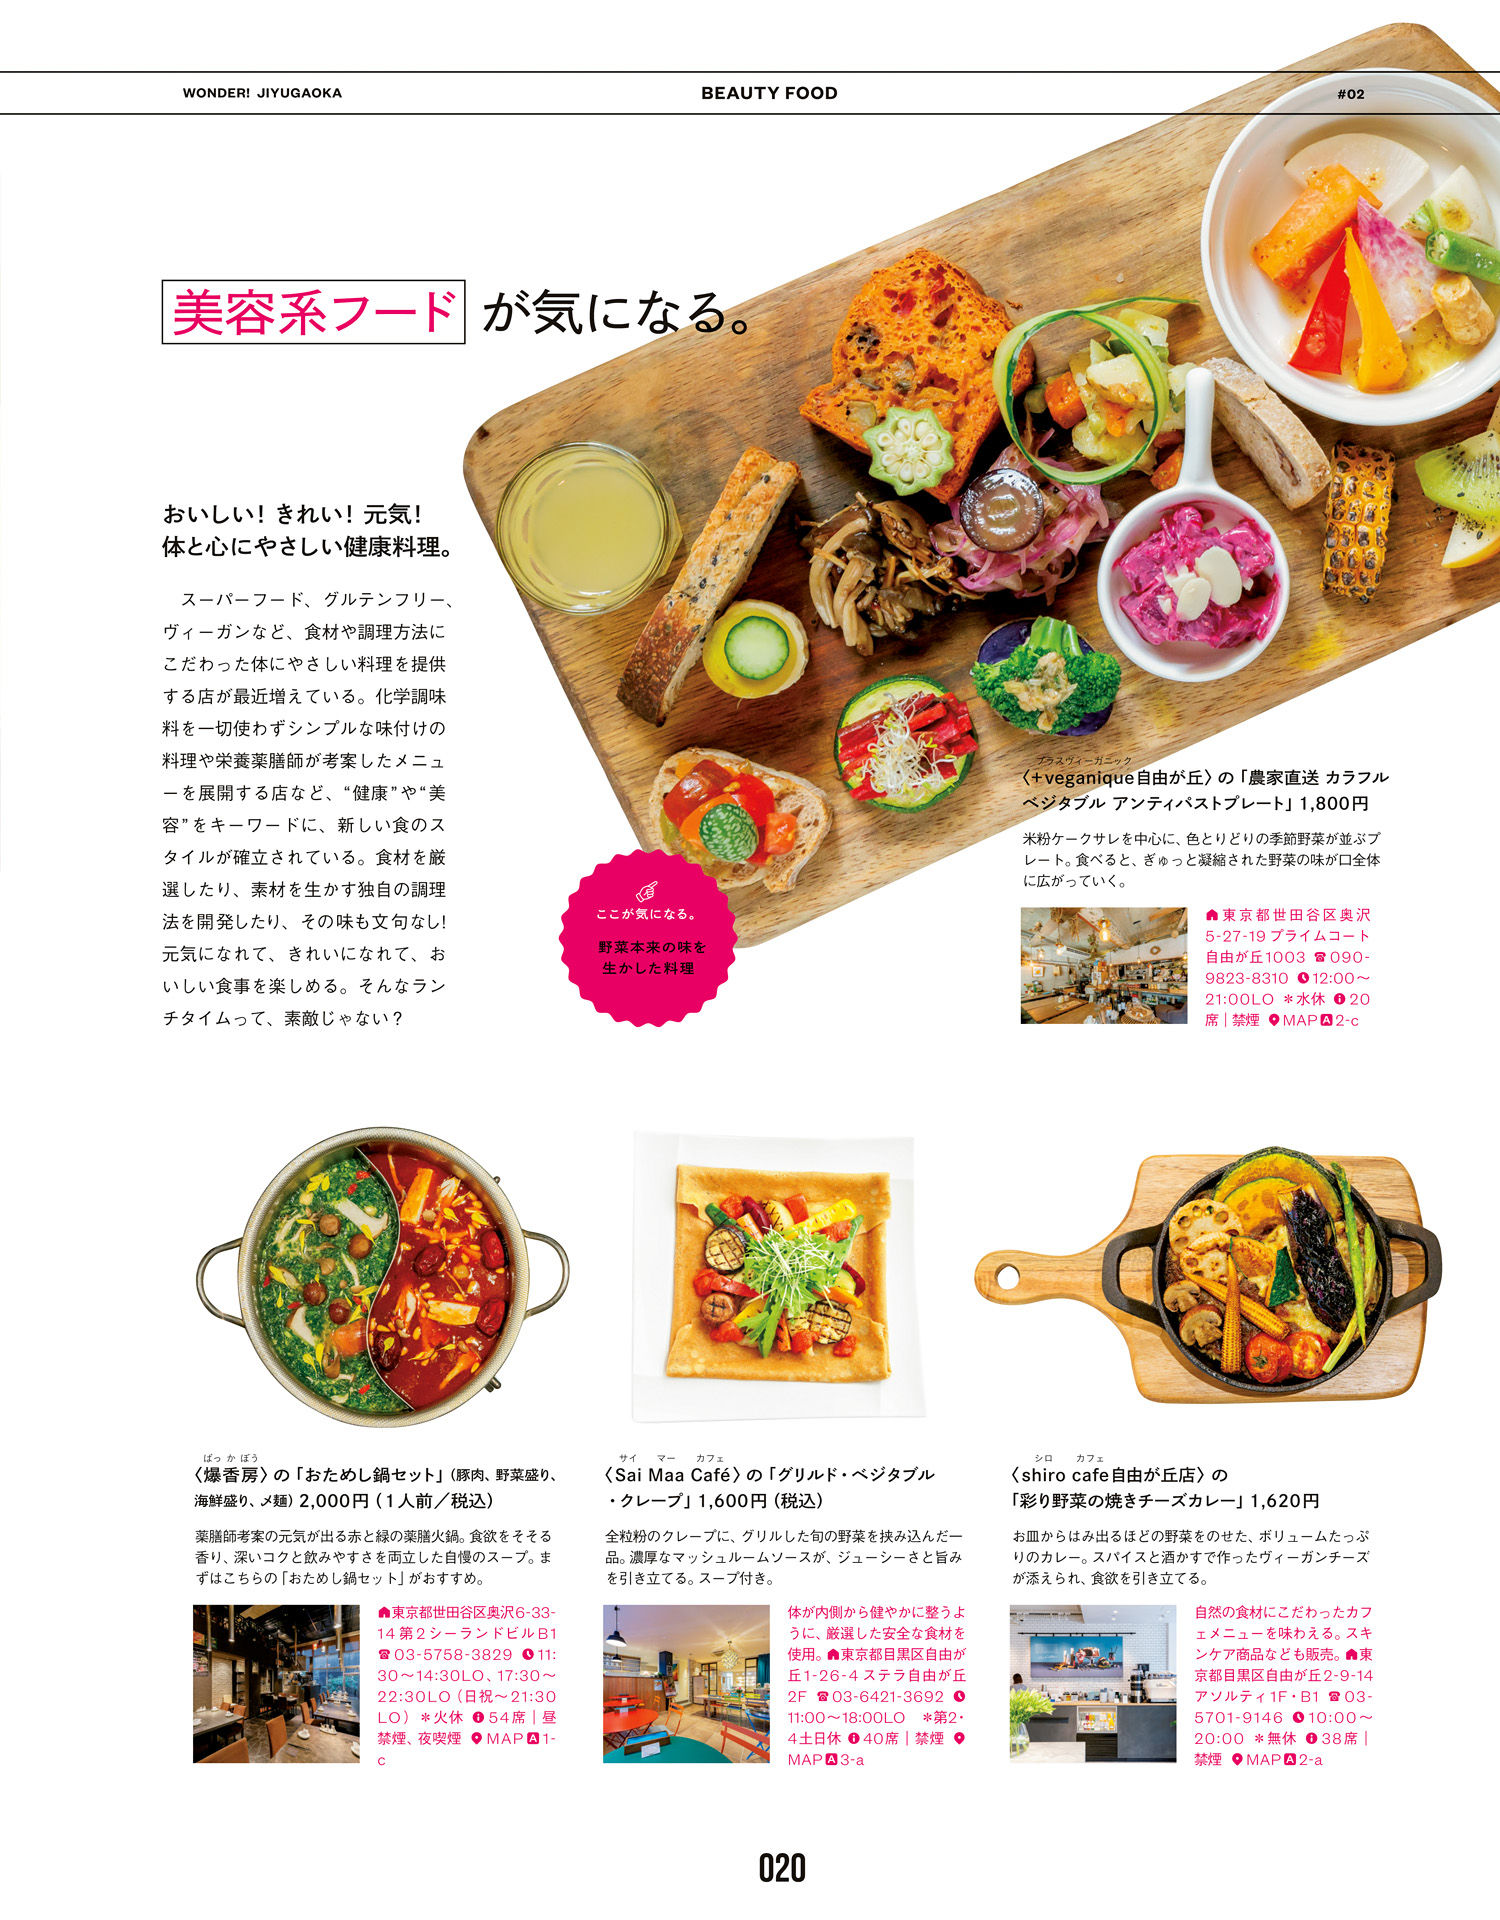 WONDER! JIYUGAOKA
BEAUTY FOOD
#02
美容系フード が気になる。
おいしい！ きれい！ 元気！
体と心にやさしい健康料理。
スーパーフード、グルテンフリー、
ヴィーガンなど、食材や調理方法に
こだわった体にやさしい料理を提供
する店が最近増えている。化学調味
料を一切使わずシンプルな味付けの
料理や栄養薬膳師が考案したメニュ
ーを展開する店など、“健康”や“美
容”をキーワードに、新しい食のス
タイルが確立されている。食材を厳
選したり、素材を生かす独自の調理
法を開発したり、その味も文句なし！
元気になれて、きれいになれて、お
いしい食事を楽しめる。そんなラン
チタイムって、素敵じゃない？
ここが気になる。
野菜本来の味を
生かした料理
プラスヴィーガニック
〈+veganique自由が丘〉の「農家直送 カラフル
ベジタブル アンティパストプレート」1,800円
米粉ケークサレを中心に、色とりどりの季節野菜が並ぶプ
レート。食べると、ぎゅっと凝縮された野菜の味が口全体
に広がっていく。
東京都世田谷区奥沢
5-27-19 プライムコート
自由が丘1003 ☎090-
9823-8310 12:00〜
21:00LO ＊水休 20
席｜禁煙 MAP A 2-c
ばっ か ぼう
〈爆香房〉の「おためし鍋セット」（豚肉、野菜盛り、
海鮮盛り、〆麺）2,000円（1人前／税込）
薬膳師考案の元気が出る赤と緑の薬膳火鍋。食欲をそそる
香り、深いコクと飲みやすさを両立した自慢のスープ。ま
ずはこちらの「おためし鍋セット」がおすすめ。
東京都世田谷区奥沢6-33-
14 第2シーランドビルB1
☎03-5758-3829 11:
30〜14:30LO、17:30〜
22:30LO（日祝〜21:30
LO）＊火休 54席｜昼
禁煙、夜喫煙 MAP A 1-
c
サイ マー カフェ
〈Sai Maa Café〉の「グリルド・ベジタブル
・クレープ」1,600円（税込）
全粒粉のクレープに、グリルした旬の野菜を挟み込んだ一
品。濃厚なマッシュルームソースが、ジューシーさと旨み
を引き立てる。スープ付き。
体が内側から健やかに整うよ
うに、厳選した安全な食材を
使用。東京都目黒区自由が
丘1-26-4 ステラ自由が丘
2F ☎03-6421-3692
11:00〜18:00LO ＊第2・
4土日休 40席｜禁煙
MAP A 3-a
シロ カフェ
〈shiro cafe自由が丘店〉の
「彩り野菜の焼きチーズカレー」1,620円
お皿からはみ出るほどの野菜をのせた、ボリュームたっぷ
りのカレー。スパイスと酒かすで作ったヴィーガンチーズ
が添えられ、食欲を引き立てる。
自然の食材にこだわったカフ
ェメニューを味わえる。スキ
ンケア商品なども販売。東
京都目黒区自由が丘2-9-14
アソルティ1F・B1 ☎03-
5701-9146 10:00〜
20:00 ＊無休 38席｜
禁煙 MAP A 2-a
020